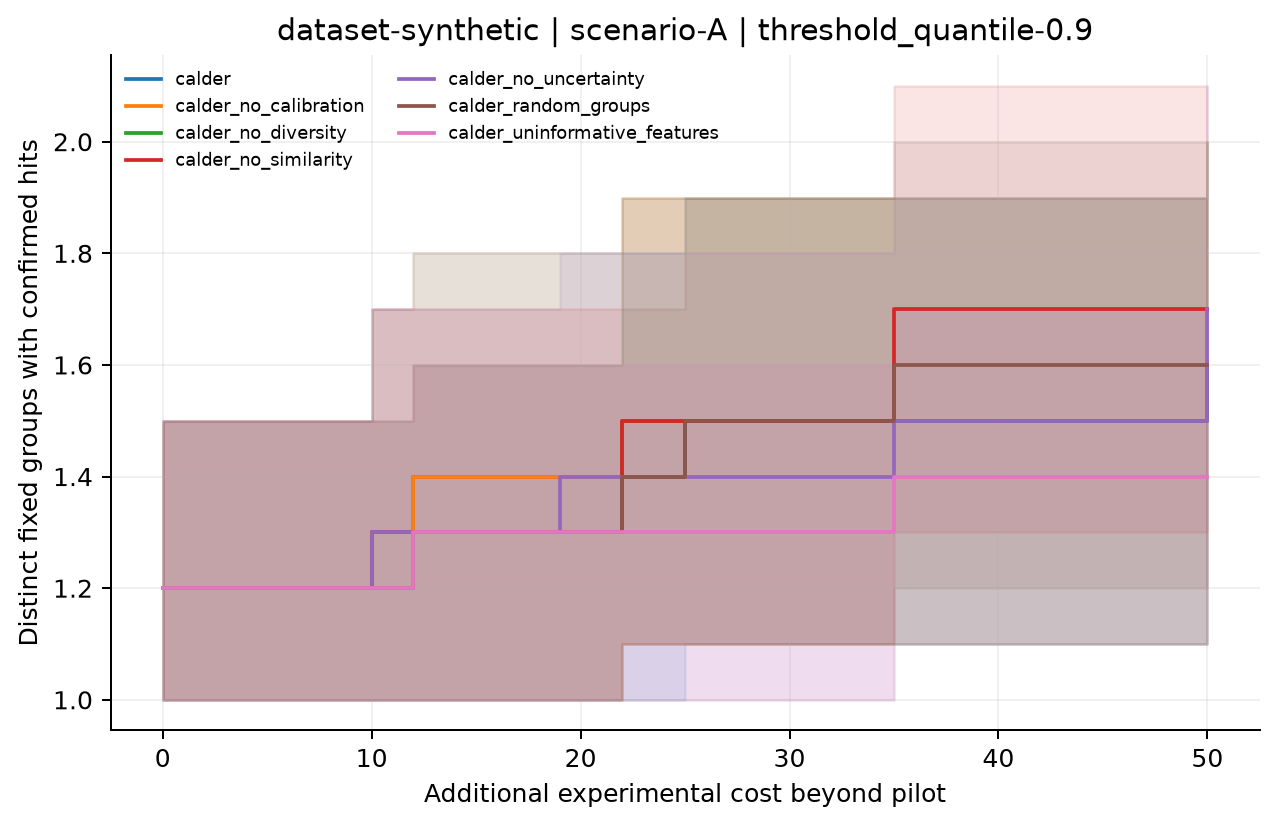 dataset-synthetic | scenario-A | threshold_quantile-0.9
calder
calder_no_calibration
calder_no_diversity
calder_no_similarity
calder_no_uncertainty
calder_random_groups
calder_uninformative_features
Distinct fixed groups with confirmed hits
2.0
1.8
1.6
1.4
1.2
1.0
0 10 20 30 40 50
Additional experimental cost beyond pilot